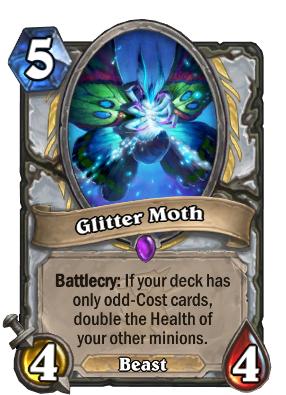 5
Glitter Moth
Battlecry: If your deck has
only odd-Cost cards,
double the Health of
your other minions.
4
Beast
4